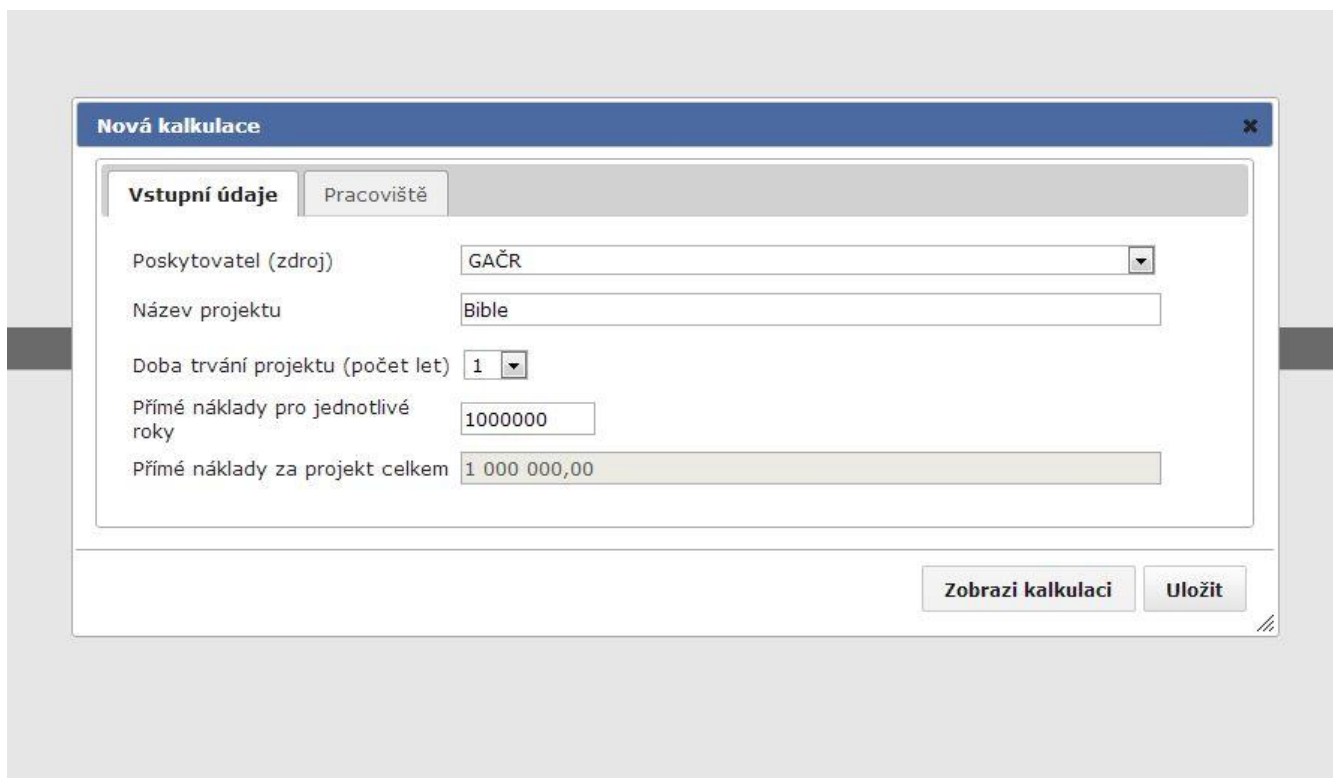 Nová kalkulace
Vstupní údaje Pracoviště
Poskytovatel (zdroj) GAČR
Název projektu Bible
Doba trvání projektu (počet let) 1
Přímé náklady pro jednotlivé
roky 1000000
Přímé náklady za projekt celkem 1 000 000,00
Zobrazi kalkulaci Uložit